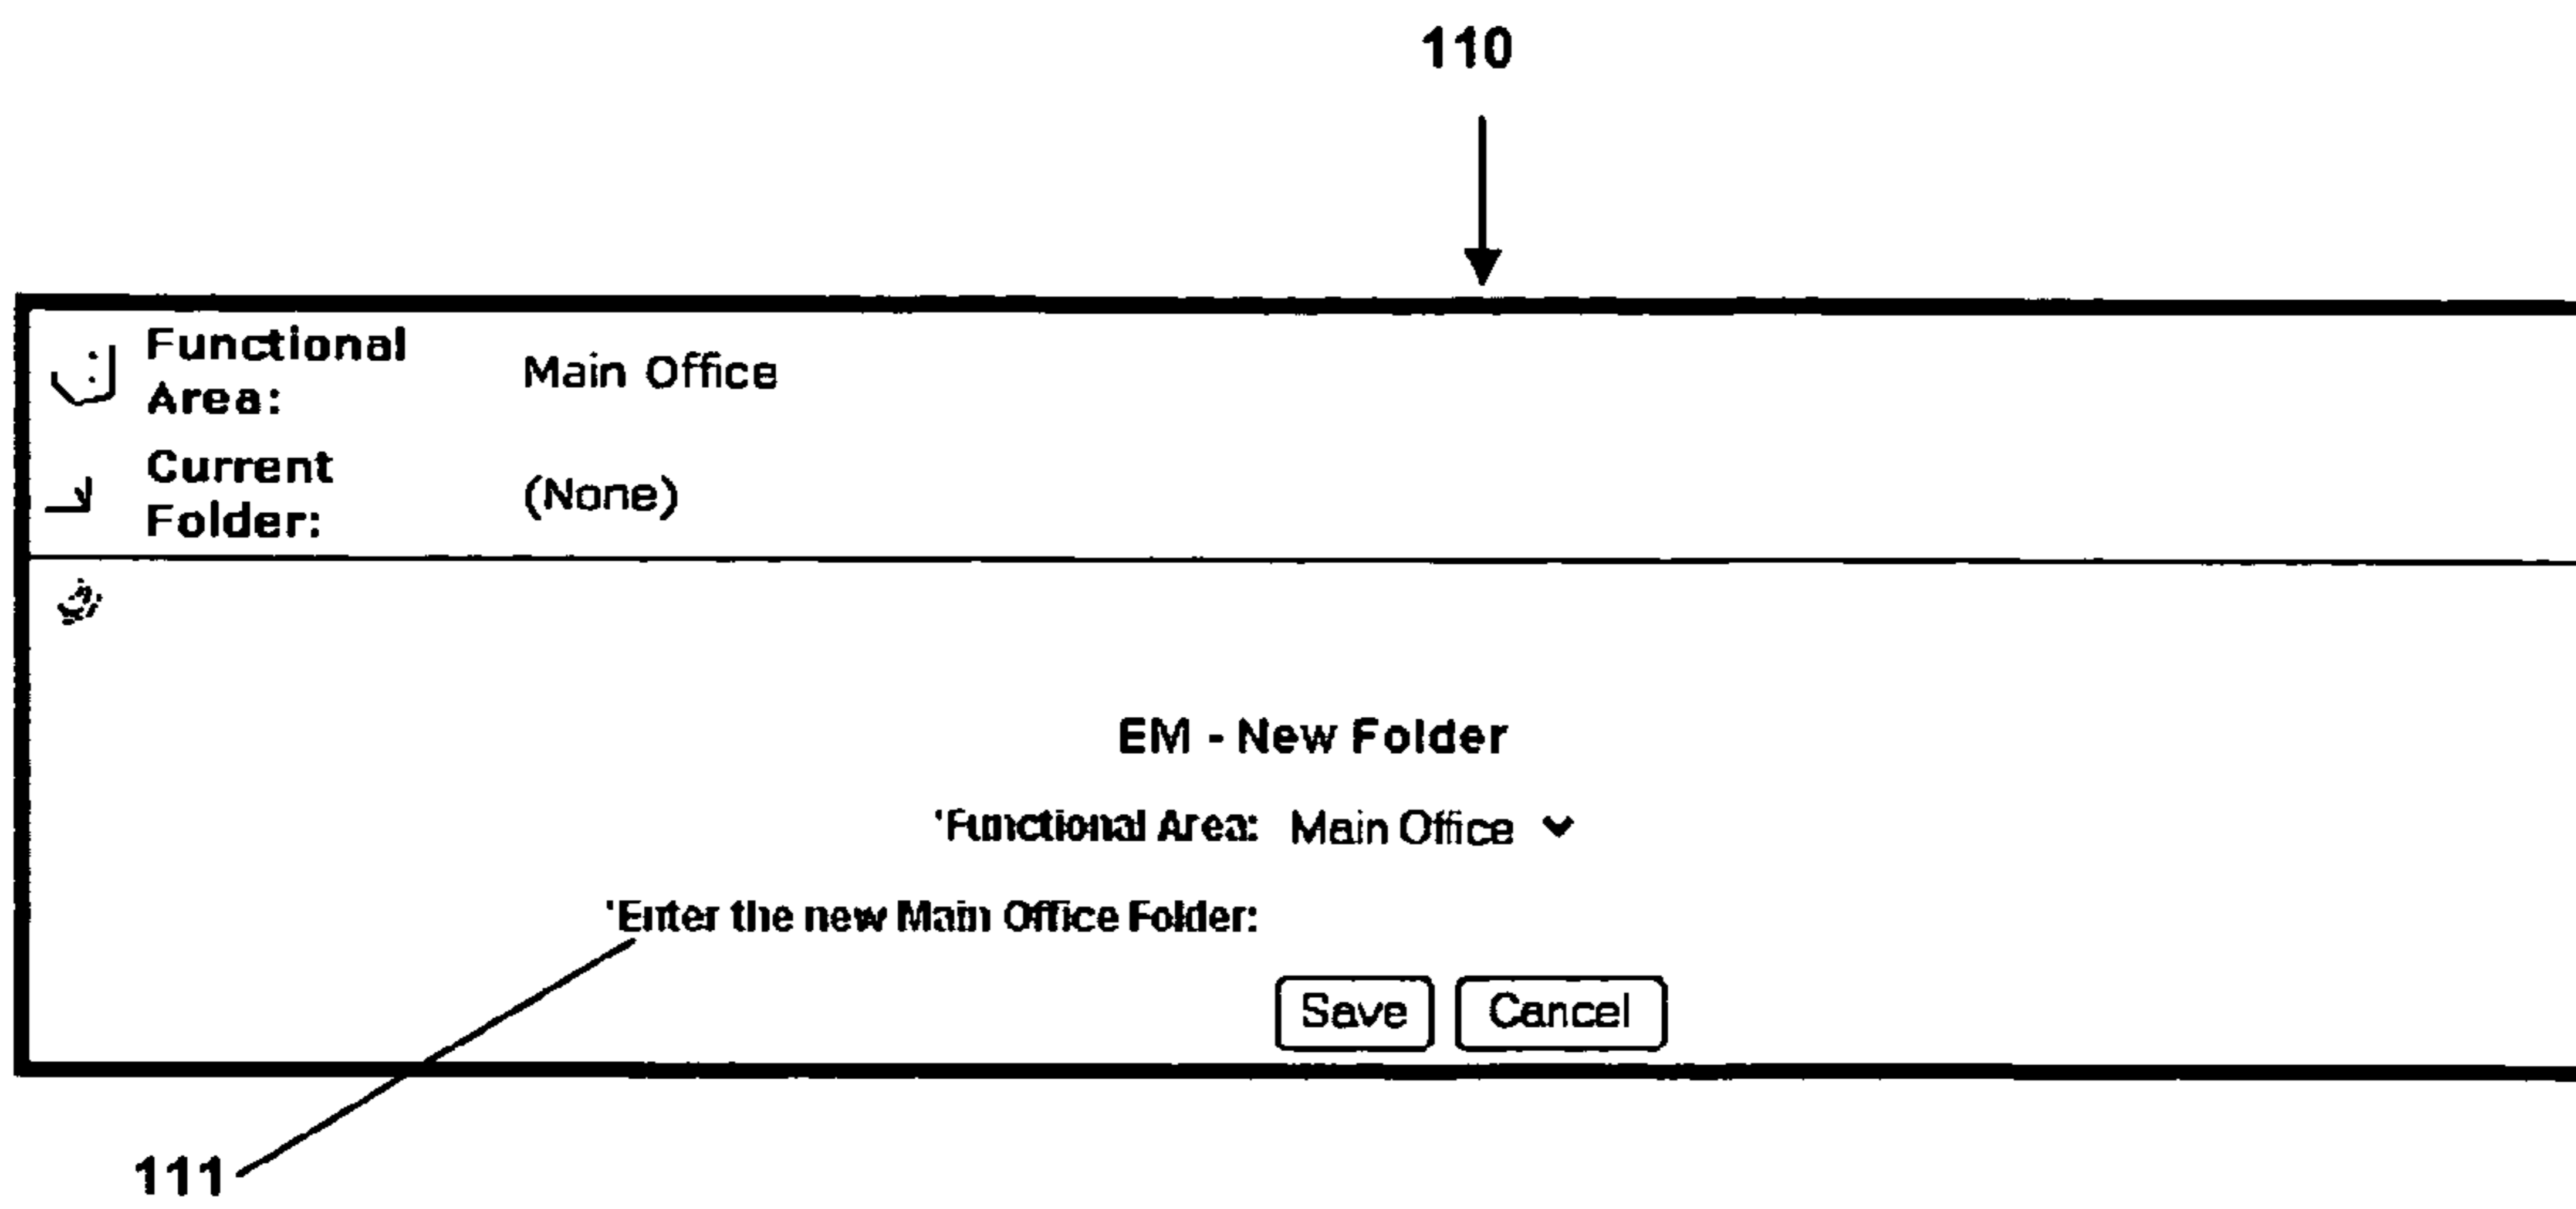 110
Functional
Area:
Main Office
Current
Folder:
(None)
EM - New Folder
'Functional Area: Main Office
'Enter the new Main Office Folder:
Save Cancel
111